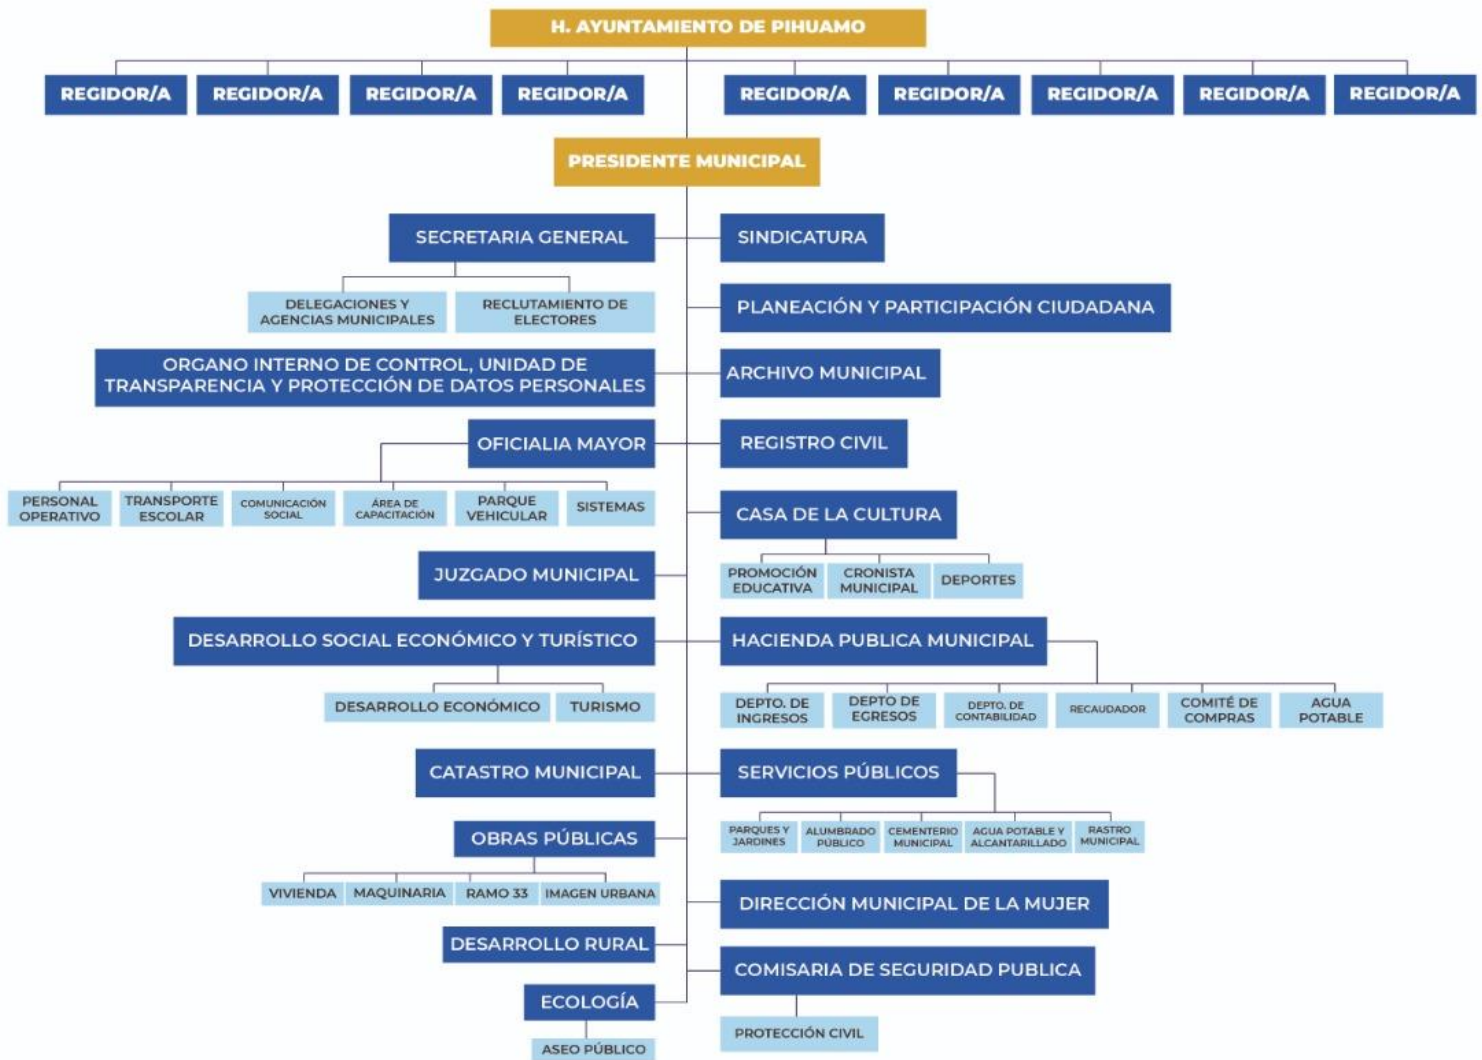 H. AYUNTAMIENTO DE PIHUAMO
REGIDOR/A
REGIDOR/A
REGIDOR/A
REGIDOR/A
REGIDOR/A
REGIDOR/A
REGIDOR/A
REGIDOR/A
REGIDOR/A
PRESIDENTE MUNICIPAL
SECRETARIA GENERAL
SINDICATURA
DELEGACIONES Y
AGENCIAS MUNICIPALES
RECLUTAMIENTO DE
ELECTORES
PLANEACIÓN Y PARTICIPACIÓN CIUDADANA
ORGANO INTERNO DE CONTROL, UNIDAD DE
TRANSPARENCIA Y PROTECCIÓN DE DATOS PERSONALES
ARCHIVO MUNICIPAL
OFICIALIA MAYOR
REGISTRO CIVIL
PERSONAL
OPERATIVO
TRANSPORTE
ESCOLAR
COMUNICACIÓN
SOCIAL
ÁREA DE
CAPACITACIÓN
PARQUE
VEHICULAR
SISTEMAS
CASA DE LA CULTURA
PROMOCIÓN
EDUCATIVA
CRONISTA
MUNICIPAL
DEPORTES
JUZGADO MUNICIPAL
DESARROLLO SOCIAL ECONÓMICO Y TURÍSTICO
HACIENDA PUBLICA MUNICIPAL
DESARROLLO ECONÓMICO
TURISMO
DEPTO. DE
INGRESOS
DEPTO DE
EGRESOS
DEPTO. DE
CONTABILIDAD
RECAUDADOR
COMITÉ DE
COMPRAS
AGUA
POTABLE
CATASTRO MUNICIPAL
SERVICIOS PÚBLICOS
PARQUES Y
JARDINES
ALUMBRADO
PÚBLICO
CEMENTERIO
MUNICIPAL
AGUA POTABLE Y
ALCANTARILLADO
RASTRO
MUNICIPAL
OBRAS PÚBLICAS
VIVIENDA
MAQUINARIA
RAMO 33
IMAGEN URBANA
DIRECCIÓN MUNICIPAL DE LA MUJER
DESARROLLO RURAL
COMISARIA DE SEGURIDAD PUBLICA
ECOLOGÍA
PROTECCIÓN CIVIL
ASEO PÚBLICO